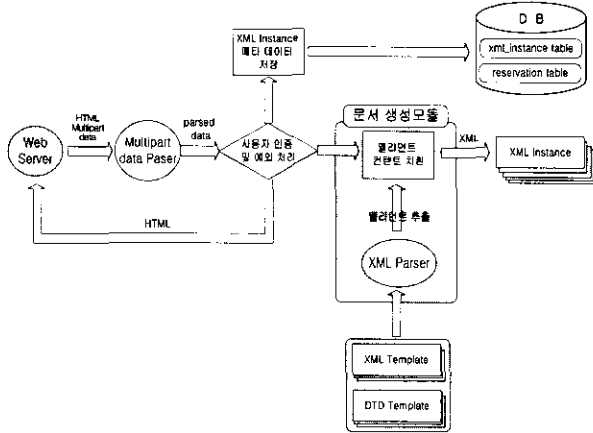 D B
xml_instance table
reservation table
XML Instance
메타 데이터
저장
문서 생성모듈
HTML
Multipart
data
parsed
data
Web
Server
Multipart
data Paser
사용자 인증
및 예외 처리
엘리먼트
컨텐트 치환
XML
XML Instance
HTML
엘리먼트 추출
XML Parser
XML Template
DTD Template